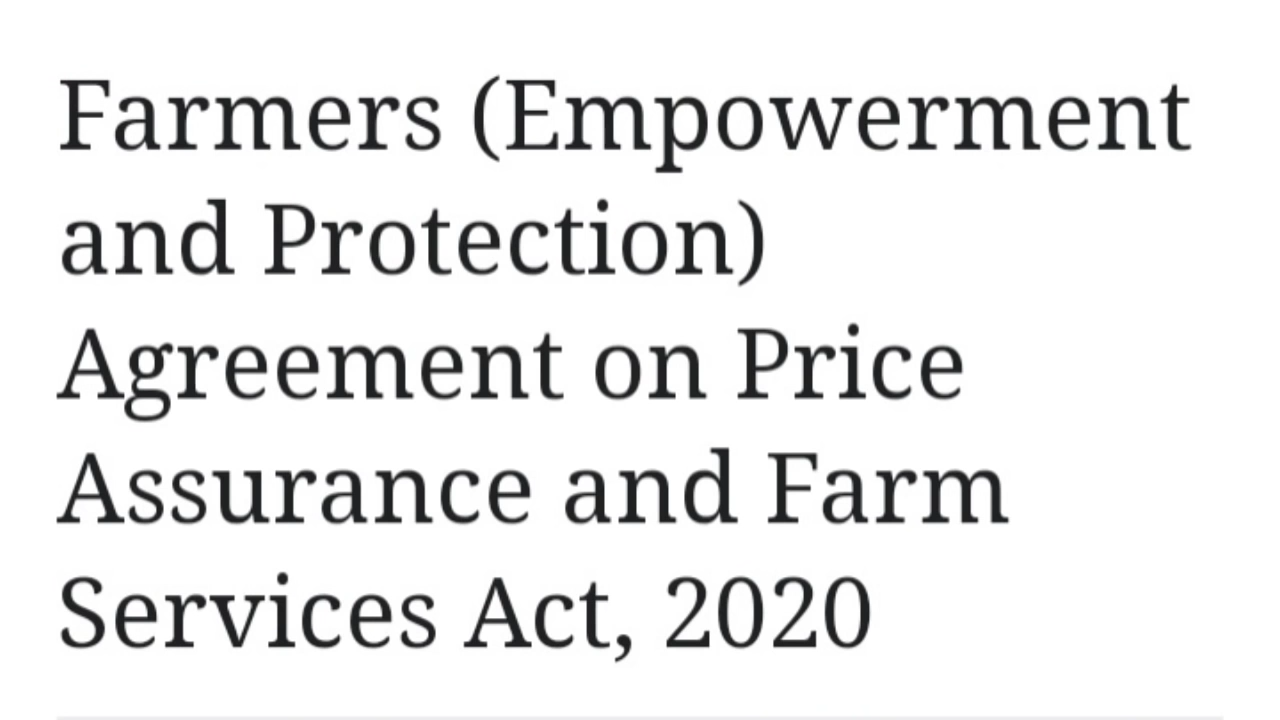 Farmers (Empowerment
and Protection)
Agreement on Price
Assurance and Farm
Services Act, 2020